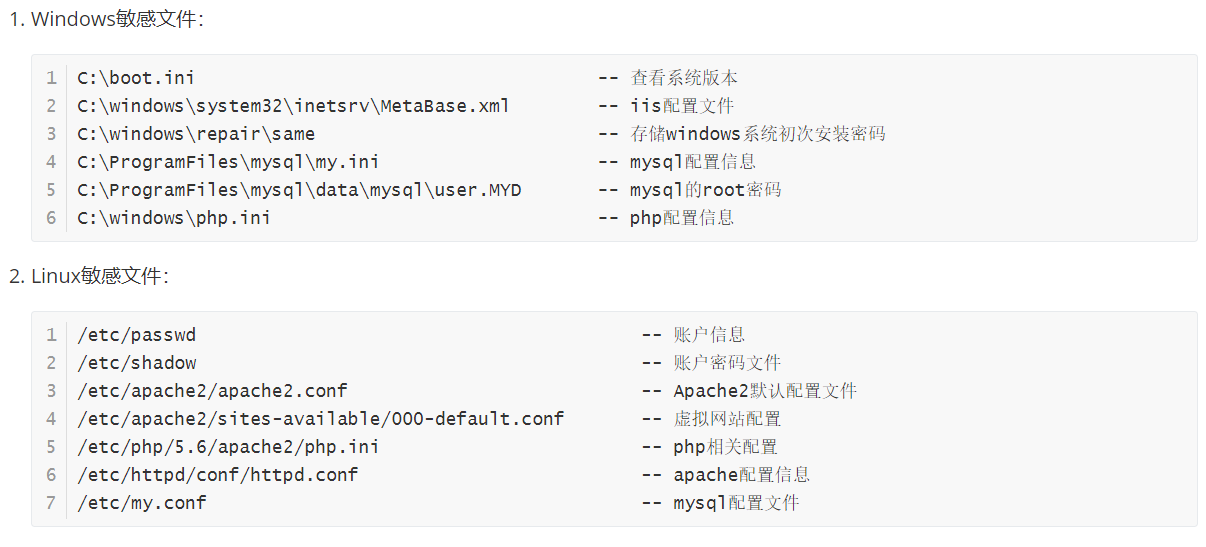 1. Windows敏感文件：
1 C:\boot.ini -- 查看系统版本
2 C:\windows\system32\inetsrv\MetaBase.xml -- iis配置文件
3 C:\windows\repair\same -- 存储windows系统初次安装密码
4 C:\ProgramFiles\mysql\my.ini -- mysql配置信息
5 C:\ProgramFiles\mysql\data\mysql\user.MYD -- mysql的root密码
6 C:\windows\php.ini -- php配置信息
2. Linux敏感文件：
1 /etc/passwd -- 账户信息
2 /etc/shadow -- 账户密码文件
3 /etc/apache2/apache2.conf -- Apache2默认配置文件
4 /etc/apache2/sites-available/000-default.conf -- 虚拟网站配置
5 /etc/php/5.6/apache2/php.ini -- php相关配置
6 /etc/httpd/conf/httpd.conf -- apache配置信息
7 /etc/my.conf -- mysql配置文件